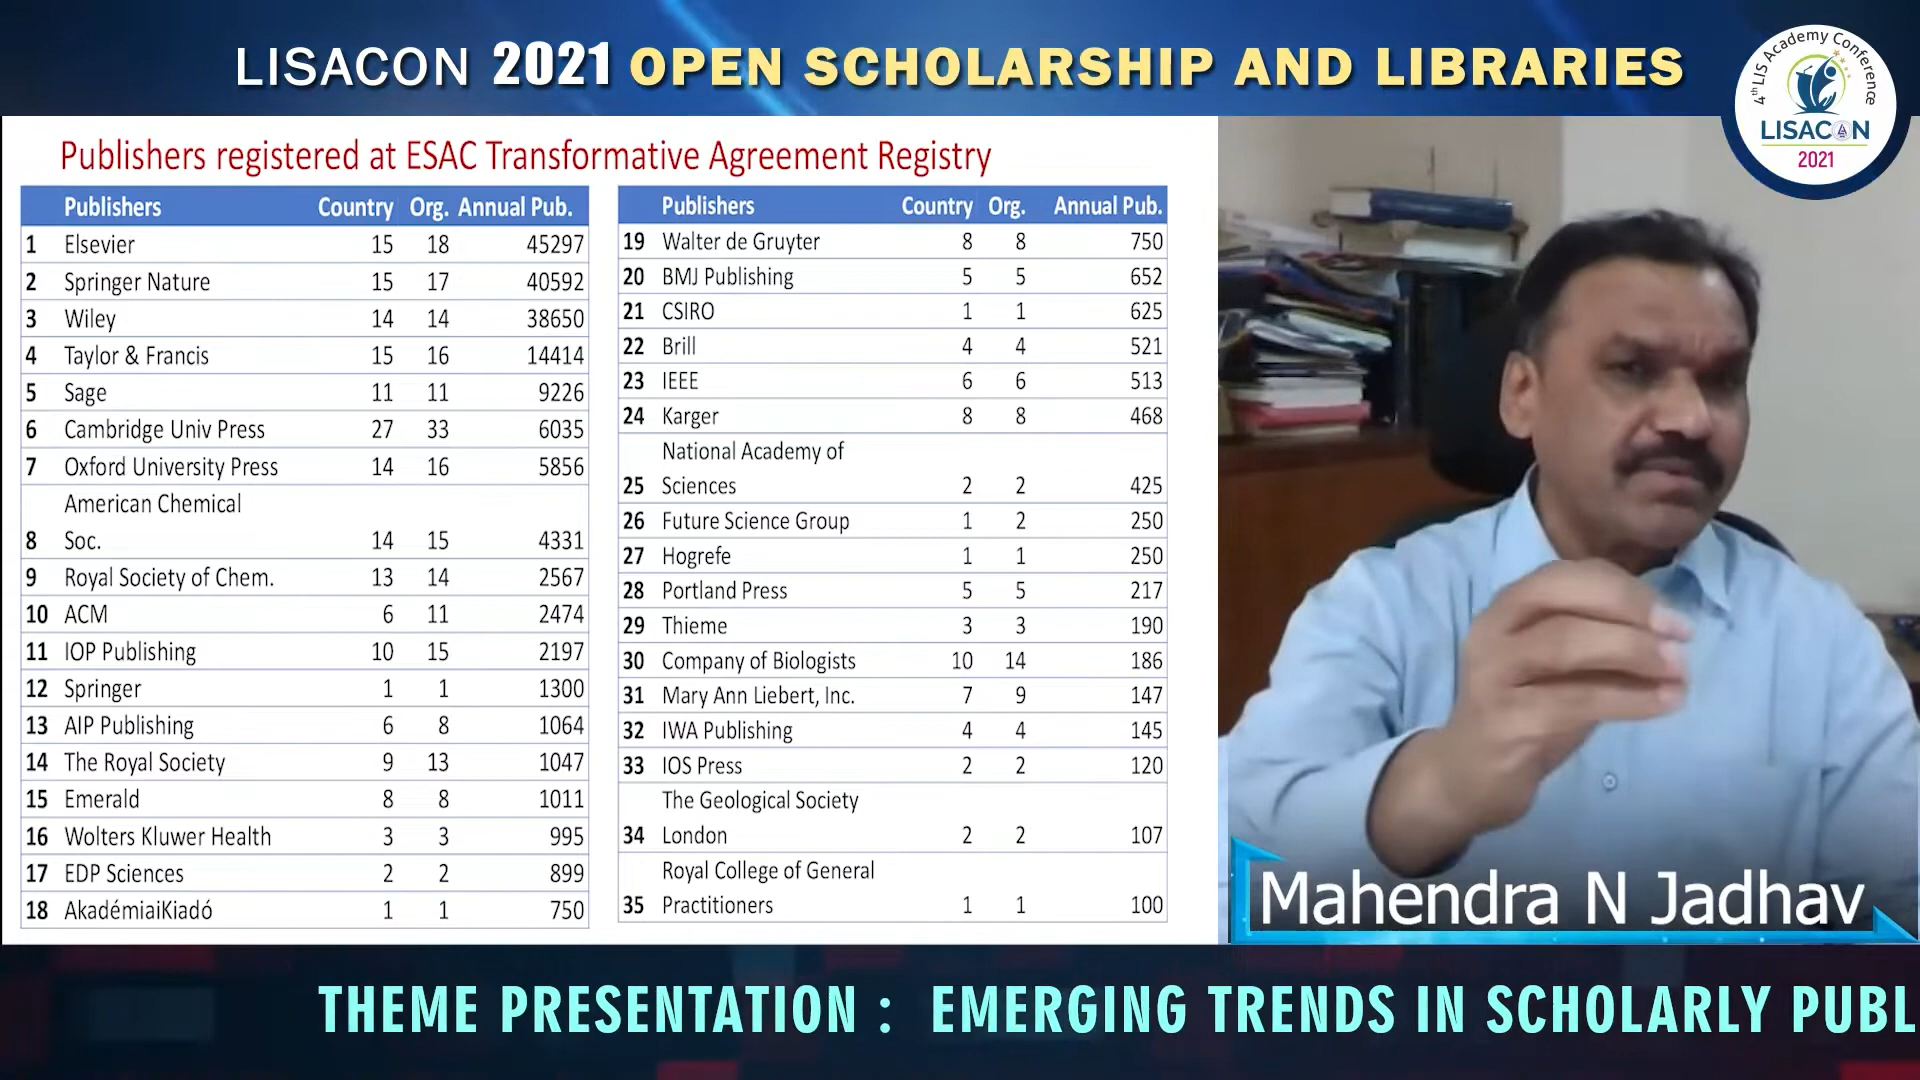 LISACON 2021 OPEN SCHOLARSHIP AND LIBRARIES
4th LIS Academy Conference
LISACON
2021
Publishers registered at ESAC Transformative Agreement Registry
Publishers Country Org. Annual Pub.
1 Elsevier 15 18 45297
2 Springer Nature 15 17 40592
3 Wiley 14 14 38650
4 Taylor & Francis 15 16 14414
5 Sage 11 11 9226
6 Cambridge Univ Press 27 33 6035
7 Oxford University Press 14 16 5856
American Chemical
8 Soc. 14 15 4331
9 Royal Society of Chem. 13 14 2567
10 ACM 6 11 2474
11 IOP Publishing 10 15 2197
12 Springer 1 1 1300
13 AIP Publishing 6 8 1064
14 The Royal Society 9 13 1047
15 Emerald 8 8 1011
16 Wolters Kluwer Health 3 3 995
17 EDP Sciences 2 2 899
18 AkadémiaiKiadó 1 1 750
Publishers Country Org. Annual Pub.
19 Walter de Gruyter 8 8 750
20 BMJ Publishing 5 5 652
21 CSIRO 1 1 625
22 Brill 4 4 521
23 IEEE 6 6 513
24 Karger 8 8 468
National Academy of
25 Sciences 2 2 425
26 Future Science Group 1 2 250
27 Hogrefe 1 1 250
28 Portland Press 5 5 217
29 Thieme 3 3 190
30 Company of Biologists 10 14 186
31 Mary Ann Liebert, Inc. 7 9 147
32 IWA Publishing 4 4 145
33 IOS Press 2 2 120
The Geological Society
34 London 2 2 107
Royal College of General
35 Practitioners 1 1 100
Mahendra N Jadhav
THEME PRESENTATION : EMERGING TRENDS IN SCHOLARLY PUBL